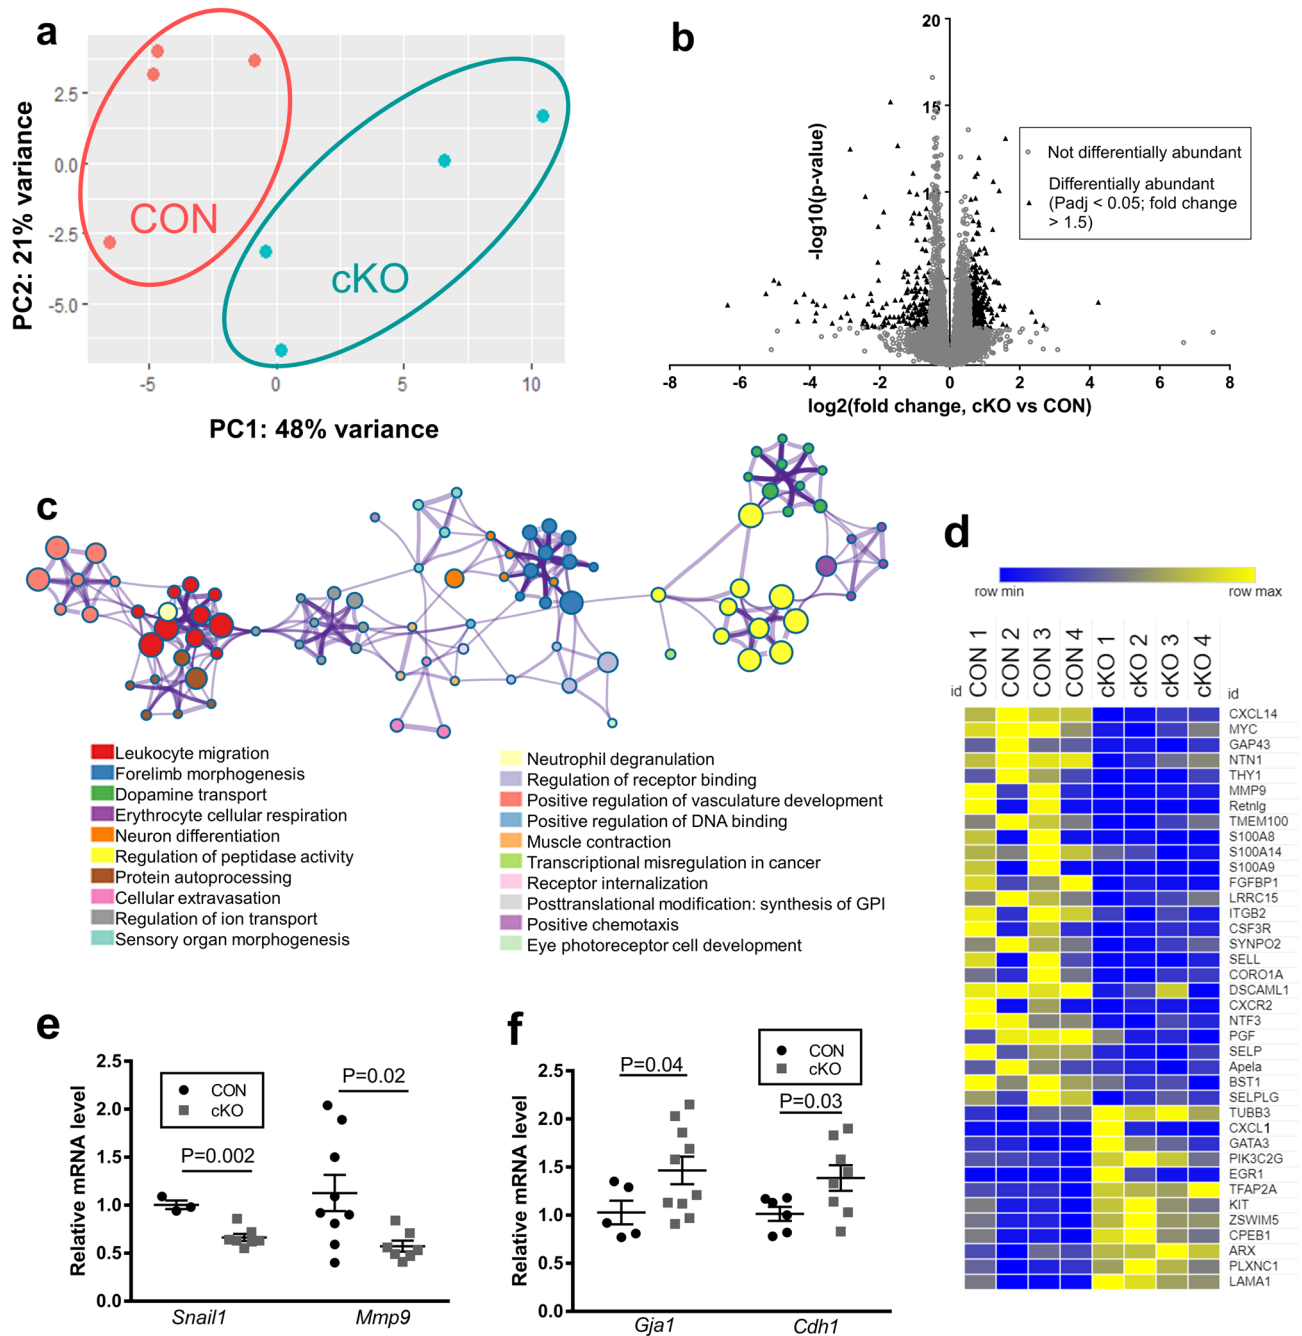 a
2.5
0.0
-2.5
-5.0
PC2: 21% variance
CON
cKO
-5
0
5
10
PC1: 48% variance
b
20
15
-log10(p-value)
Not differentially abundant
Differentially abundant
(Padj < 0.05; fold change
> 1.5)
-8
-6
-4
-2
0
2
4
6
8
log2(fold change, cKO vs CON)
c
Leukocyte migration
Forelimb morphogenesis
Dopamine transport
Erythrocyte cellular respiration
Neuron differentiation
Regulation of peptidase activity
Protein autoprocessing
Cellular extravasation
Regulation of ion transport
Sensory organ morphogenesis
Neutrophil degranulation
Regulation of receptor binding
Positive regulation of vasculature development
Positive regulation of DNA binding
Muscle contraction
Transcriptional misregulation in cancer
Receptor internalization
Posttranslational modification: synthesis of GPI
Positive chemotaxis
Eye photoreceptor cell development
d
row min
row max
id
CON 1
CON 2
CON 3
CON 4
cKO 1
cKO 2
cKO 3
cKO 4
id
CXCL14
MYC
GAP43
NTN1
THY1
MMP9
Retnlg
TMEM100
S100A8
S100A14
S100A9
FGFBP1
LRRC15
ITGB2
CSF3R
SYNPO2
SELL
CORO1A
DSCAML1
CXCR2
NTF3
PGF
SELP
Apela
BST1
SELPLG
TUBB3
CXCL1
GATA3
PIK3C2G
EGR1
TFAP2A
KIT
ZSWIM5
CPEB1
ARX
PLXNC1
LAMA1
e
Relative mRNA level
2.5
2.0
1.5
1.0
0.5
0.0
CON
cKO
P=0.002
P=0.02
Snail1
Mmp9
f
Relative mRNA level
2.5
2.0
1.5
1.0
0.5
0.0
CON
cKO
P=0.04
P=0.03
Gja1
Cdh1